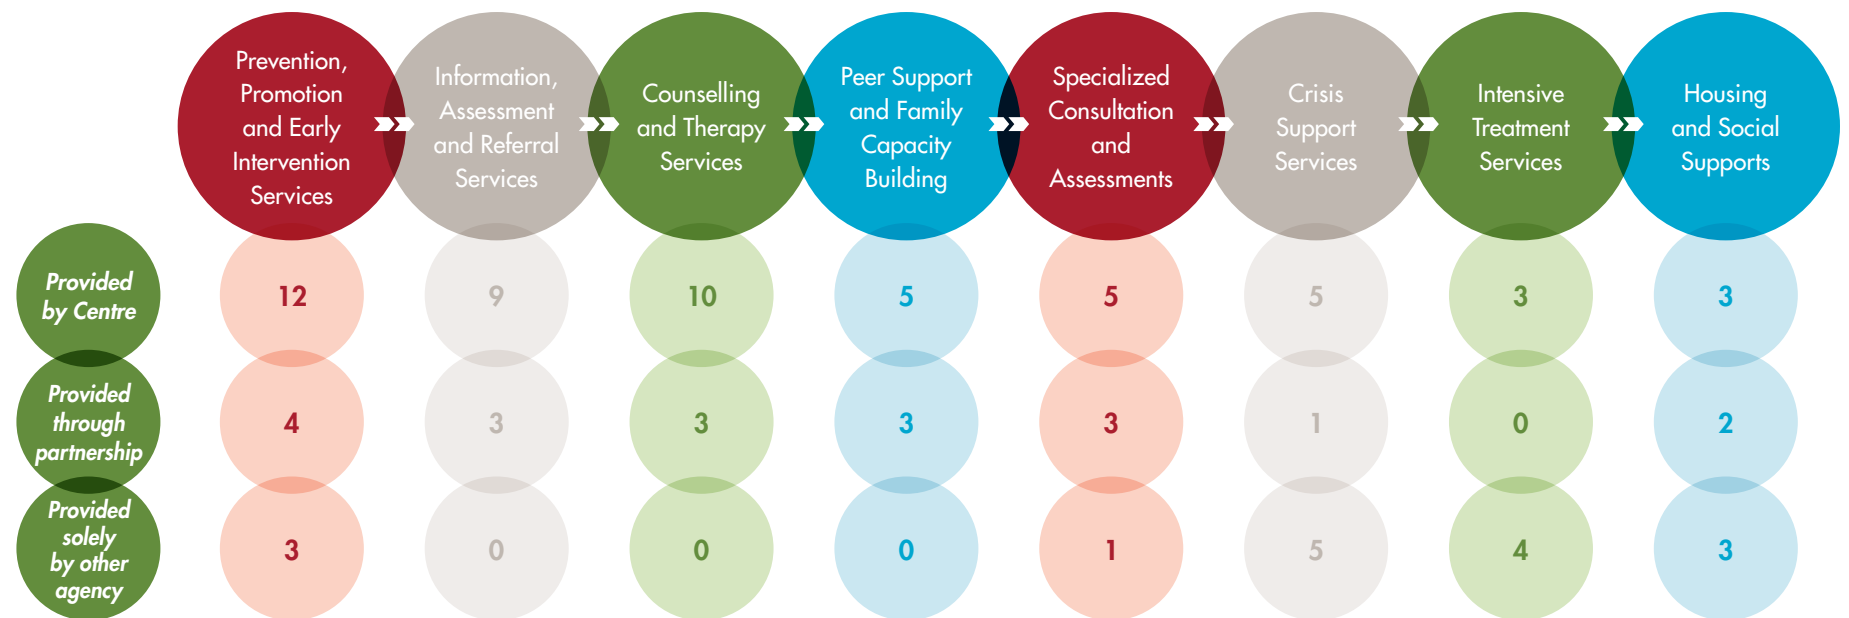 Prevention,
Promotion
and Early
Intervention
Services
Information,
Assessment
and Referral
Services
Counselling
and Therapy
Services
Peer Support
and Family
Capacity
Building
Specialized
Consultation
and
Assessments
Crisis
Support
Services
Intensive
Treatment
Services
Housing
and Social
Supports
Provided
by Centre
12 9 10 5 5 5 3 3
Provided
through
partnership
4 3 3 3 3 1 0 2
Provided
solely
by other
agency
3 0 0 0 1 5 4 3